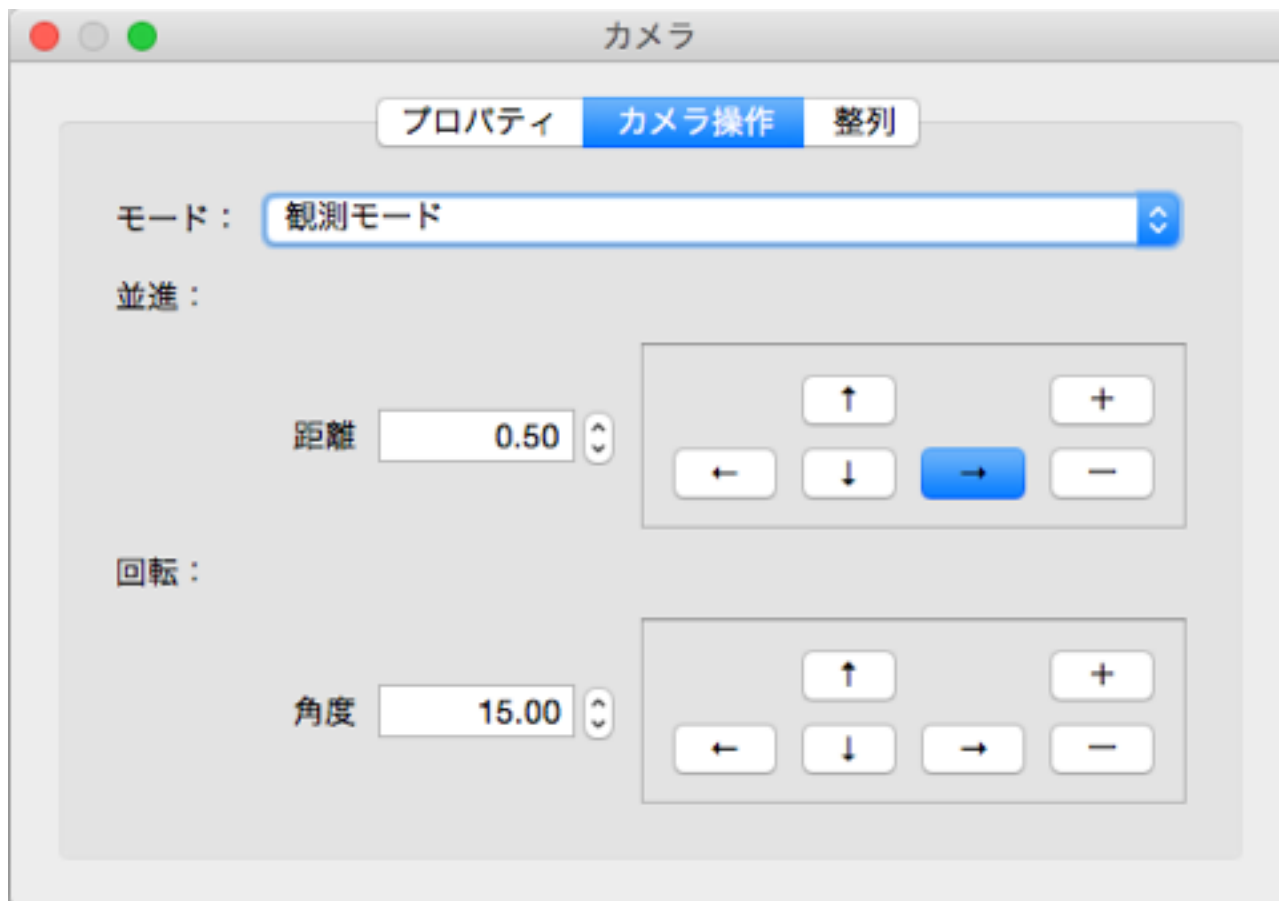 カメラ
プロパティ カメラ操作 整列
モード： 観測モード
並進：
↑ +
距離 0.50
← ↓ → −
回転：
↑ +
角度 15.00
← ↓ → −